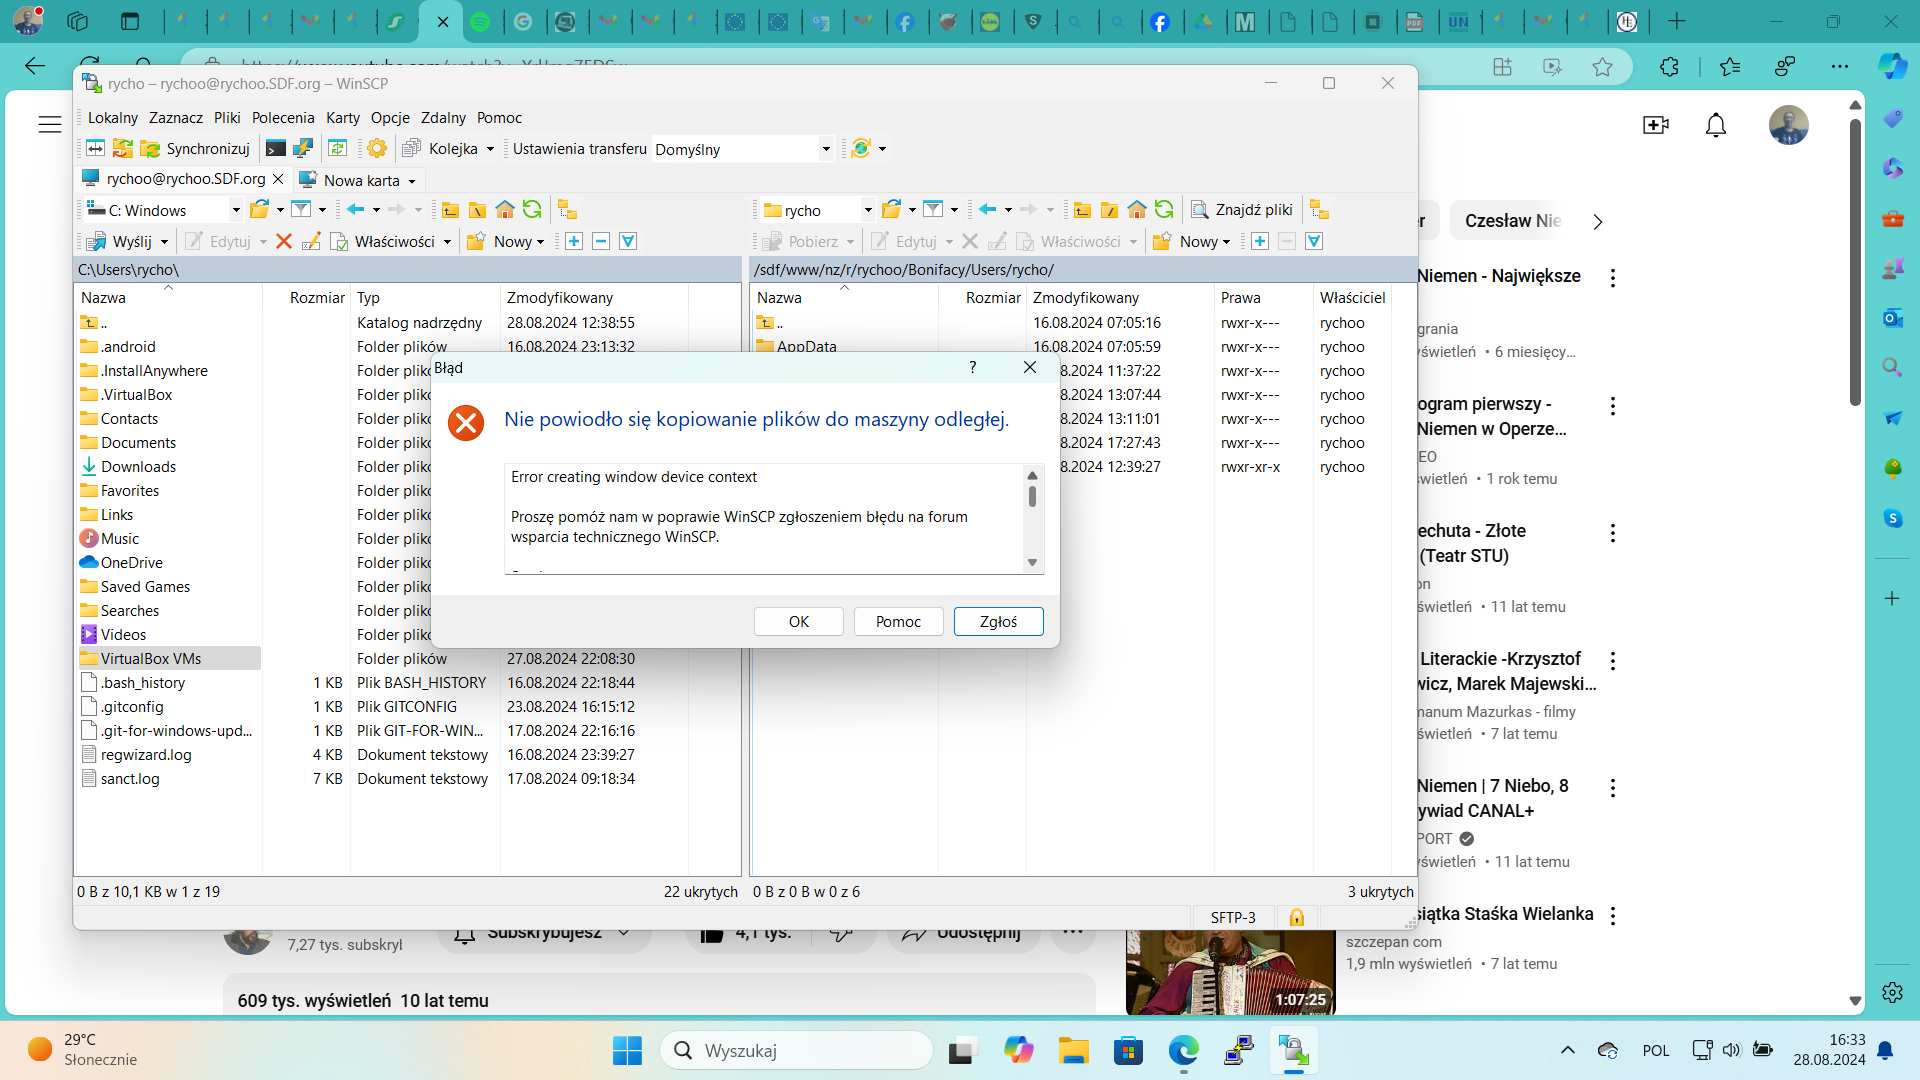 rycho – rychoo@rychoo.SDF.org – WinSCP
Lokalny Zaznacz Pliki Polecenia Karty Opcje Zdalny Pomoc
Synchronizuj Kolejka Ustawienia transferu Domyślny
rychoo@rychoo.SDF.org Nowa karta
C: Windows rycho Znajdź pliki
Wyślij Edytuj Właściwości Nowy Pobierz Edytuj Właściwości Nowy
C:\Users\rycho\
Nazwa Rozmiar Typ Zmodyfikowany
.. Katalog nadrzędny 28.08.2024 12:38:55
.android Folder plików 16.08.2024 23:13:32
.InstallAnywhere Folder
.VirtualBox Folder
Contacts Folder
Documents Folder
Downloads Folder
Favorites Folder
Links Folder
Music Folder
OneDrive Folder
Saved Games Folder
Searches Folder
Videos Folder
VirtualBox VMs Folder plików 27.08.2024 22:08:30
.bash_history 1 KB Plik BASH_HISTORY 16.08.2024 22:18:44
.gitconfig 1 KB Plik GITCONFIG 23.08.2024 16:15:12
.git-for-windows-upd... 1 KB Plik GIT-FOR-WIN... 17.08.2024 22:16:16
regwizard.log 4 KB Dokument tekstowy 16.08.2024 23:39:27
sanct.log 7 KB Dokument tekstowy 17.08.2024 09:18:34
0 B z 10,1 KB w 1 z 19 22 ukrytych
/sdf/www/nz/r/rychoo/Bonifacy/Users/rycho/
Nazwa Rozmiar Zmodyfikowany Prawa Właściciel
.. 16.08.2024 07:05:16 rwxr-x--- rychoo
AppData 16.08.2024 07:05:59 rwxr-x--- rychoo
8.2024 11:37:22 rwxr-x--- rychoo
8.2024 13:07:44 rwxr-x--- rychoo
8.2024 13:11:01 rwxr-x--- rychoo
8.2024 17:27:43 rwxr-x--- rychoo
8.2024 12:39:27 rwxr-xr-x rychoo
0 B z 0 B w 0 z 6 3 ukrytych
SFTP-3
Błąd
Nie powiodło się kopiowanie plików do maszyny odległej.
Error creating window device context
Proszę pomóż nam w poprawie WinSCP zgłoszeniem błędu na forum
wsparcia technicznego WinSCP.
OK Pomoc Zgłoś
Czesław Nie
Niemen - Największe
grania
6 miesięcy...
ogram pierwszy -
Niemen w Operze...
EO
• 1 rok temu
echuta - Złote
(Teatr STU)
on
• 11 lat temu
Literackie -Krzysztof
wicz, Marek Majewski...
manum Mazurkas - filmy
• 7 lat temu
Niemen | 7 Niebo, 8
ywiad CANAL+
PORT
• 11 lat temu
siątka Staśka Wielanka
szczepan com
1,9 mln wyświetleń • 7 lat temu
1:07:25
7,27 tys. subskryl
Subskrybujesz 4,1 tys. Udostępnij
609 tys. wyświetleń 10 lat temu
29°C
Słonecznie
Wyszukaj
POL
16:33
28.08.2024